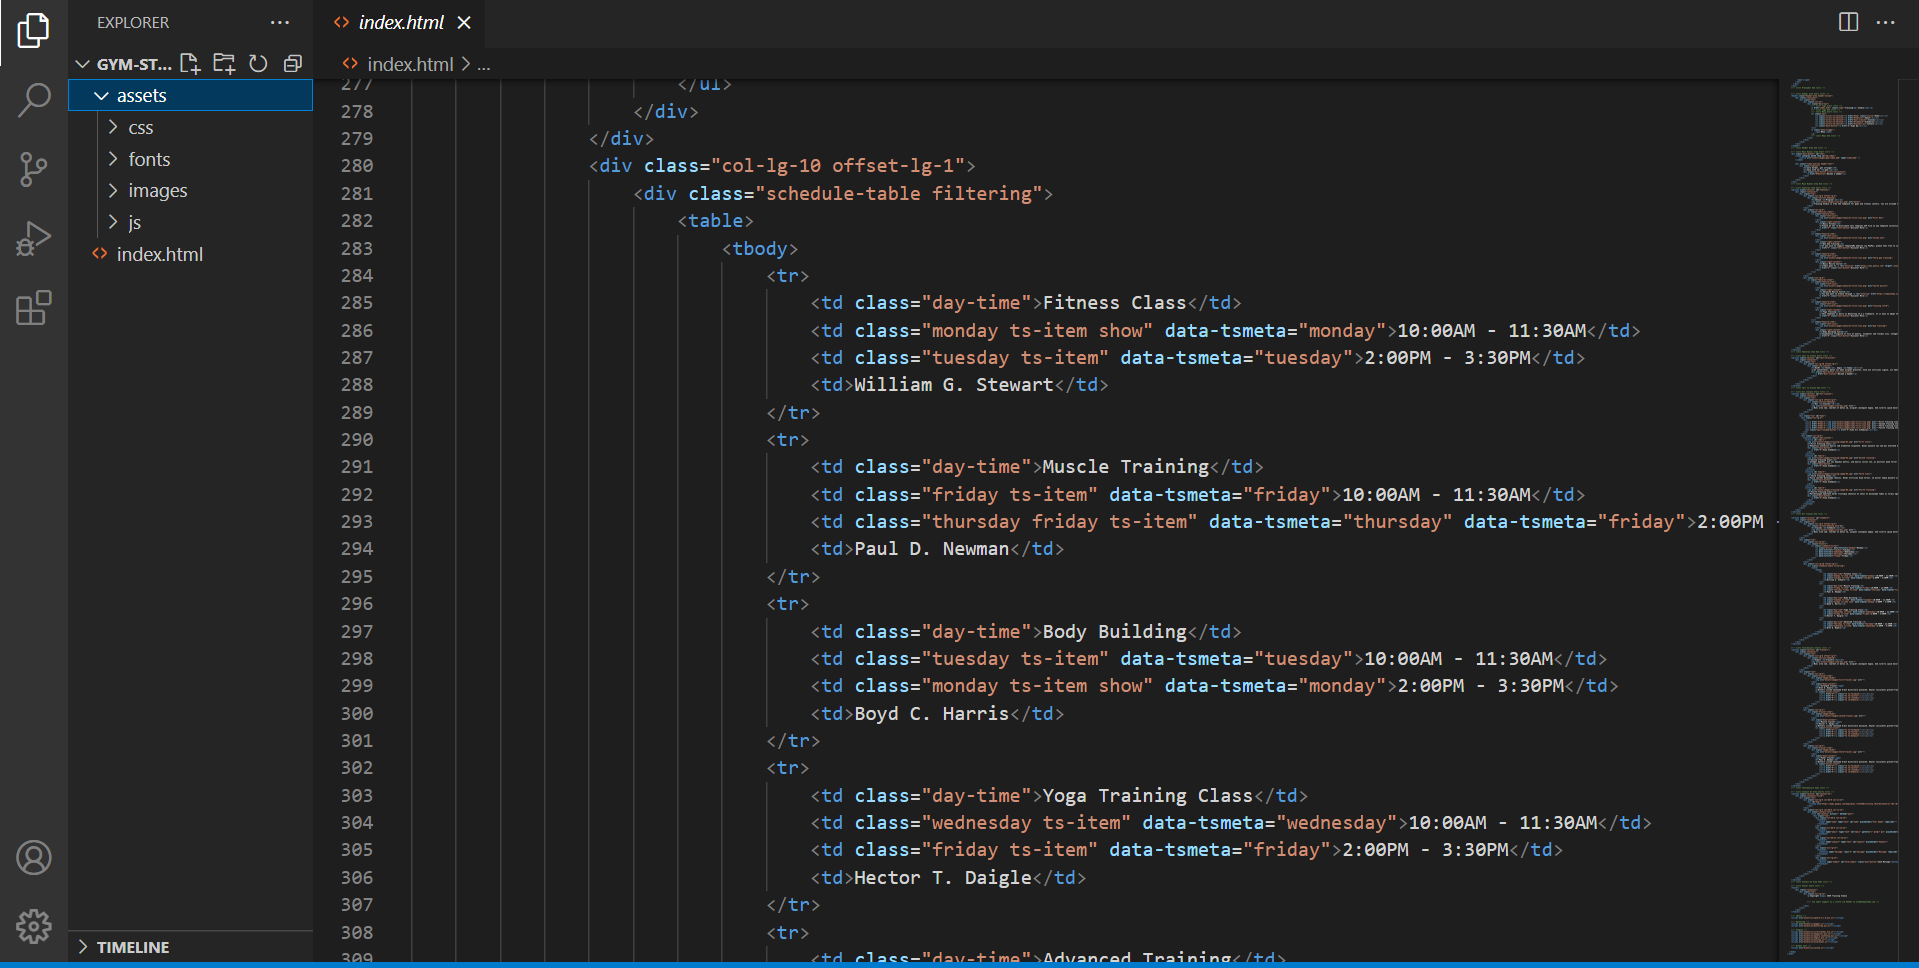 EXPLORER
index.html
GYM-ST...
index.html > ...
assets
css
fonts
images
js
index.html
TIMELINE
277 </ul>
278 </div>
279 </div>
280 <div class="col-lg-10 offset-lg-1">
281 <div class="schedule-table filtering">
282 <table>
283 <tbody>
284 <tr>
285 <td class="day-time">Fitness Class</td>
286 <td class="monday ts-item show" data-tsmeta="monday">10:00AM - 11:30AM</td>
287 <td class="tuesday ts-item" data-tsmeta="tuesday">2:00PM - 3:30PM</td>
288 <td>William G. Stewart</td>
289 </tr>
290 <tr>
291 <td class="day-time">Muscle Training</td>
292 <td class="friday ts-item" data-tsmeta="friday">10:00AM - 11:30AM</td>
293 <td class="thursday friday ts-item" data-tsmeta="thursday" data-tsmeta="friday">2:00PM -
294 <td>Paul D. Newman</td>
295 </tr>
296 <tr>
297 <td class="day-time">Body Building</td>
298 <td class="tuesday ts-item" data-tsmeta="tuesday">10:00AM - 11:30AM</td>
299 <td class="monday ts-item show" data-tsmeta="monday">2:00PM - 3:30PM</td>
300 <td>Boyd C. Harris</td>
301 </tr>
302 <tr>
303 <td class="day-time">Yoga Training Class</td>
304 <td class="wednesday ts-item" data-tsmeta="wednesday">10:00AM - 11:30AM</td>
305 <td class="friday ts-item" data-tsmeta="friday">2:00PM - 3:30PM</td>
306 <td>Hector T. Daigle</td>
307 </tr>
308 <tr>
309 <td class="day-time">Advanced Training</td>